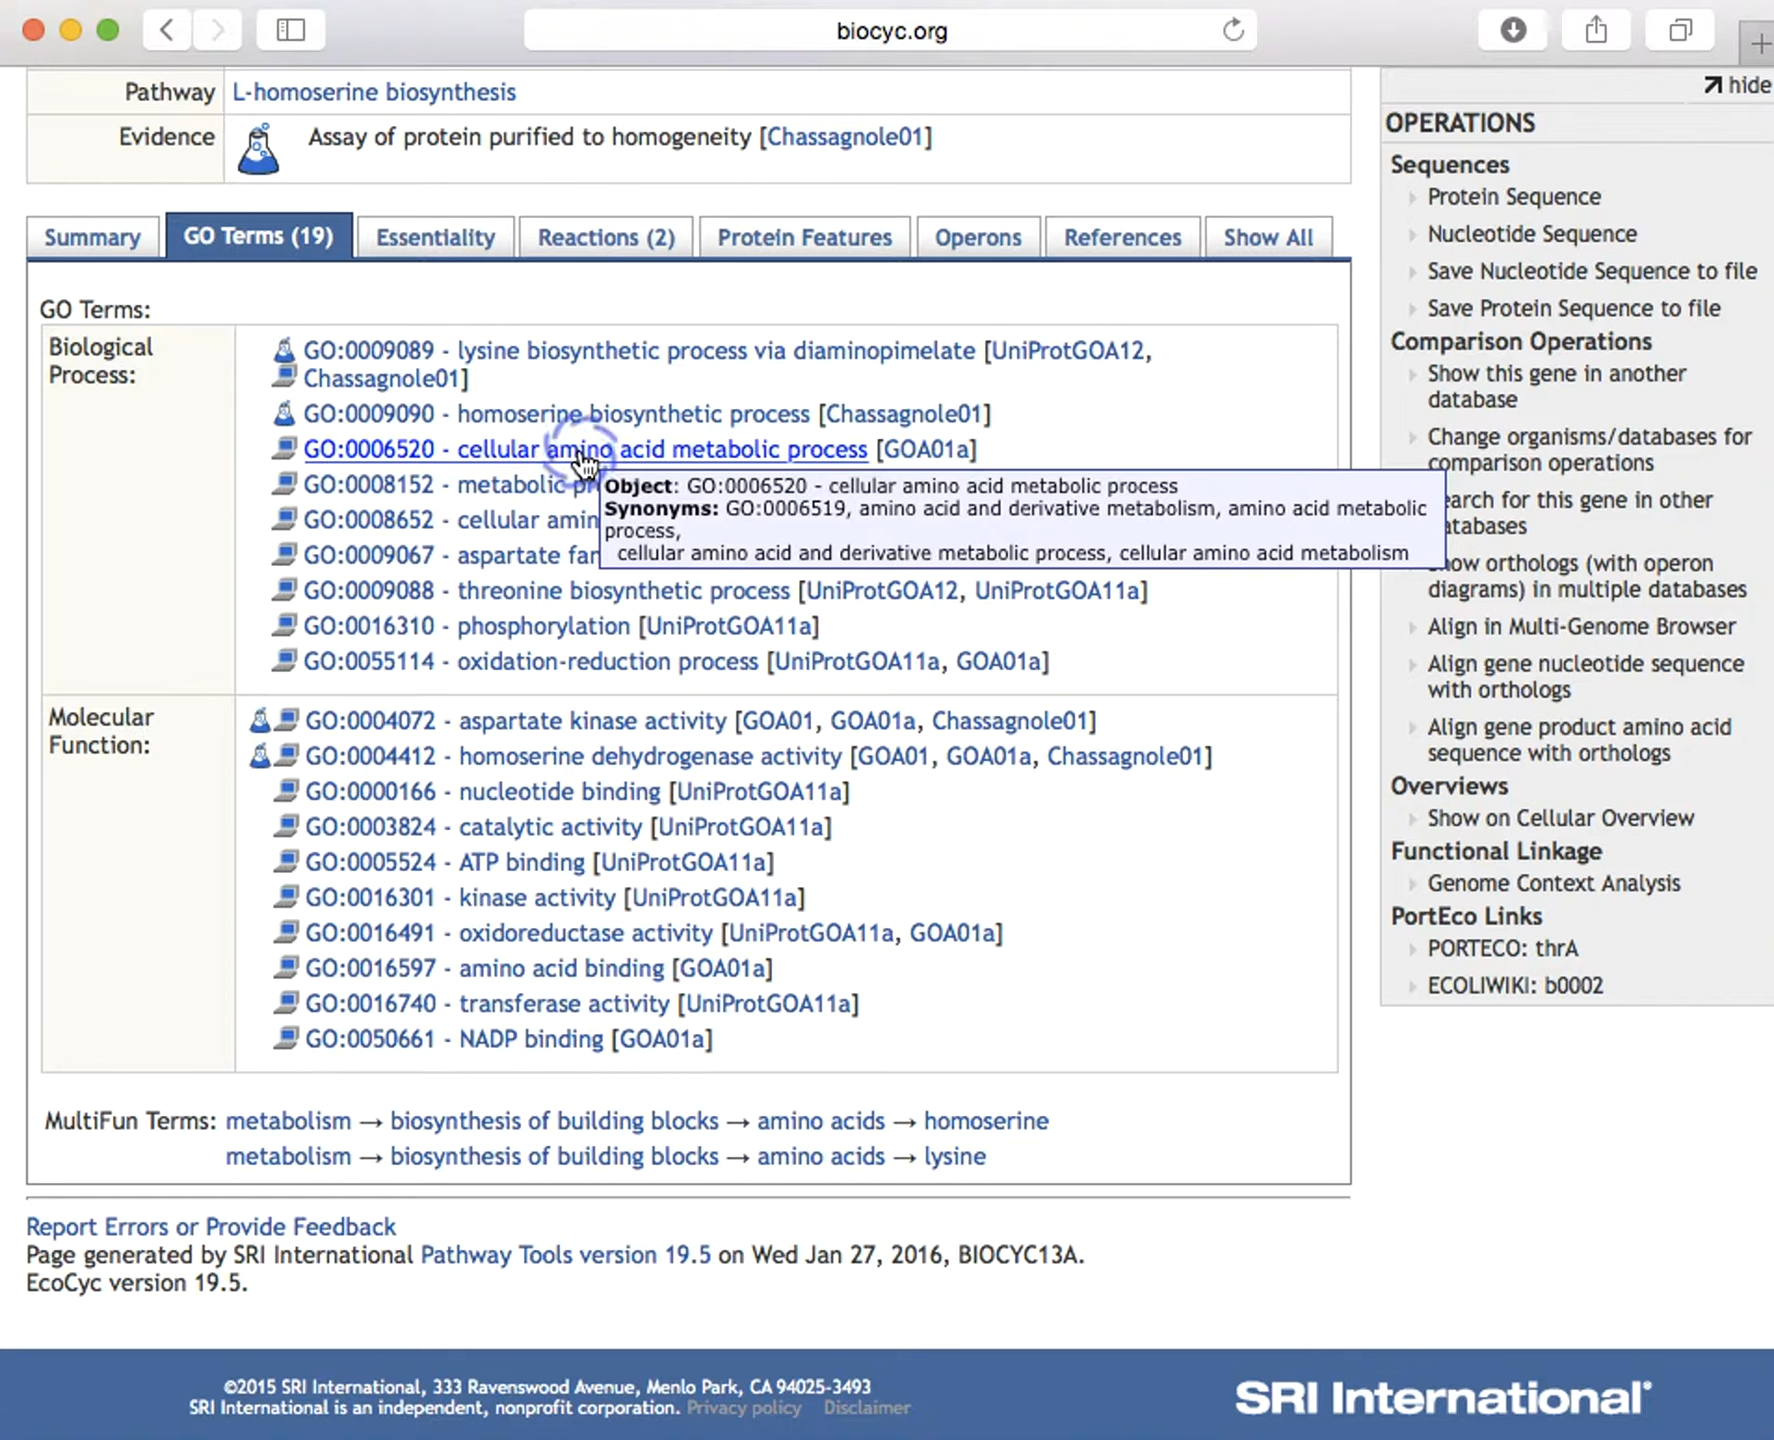 biocyc.org
hide
Pathway L-homoserine biosynthesis
Evidence Assay of protein purified to homogeneity [Chassagnole01]
Summary GO Terms (19) Essentiality Reactions (2) Protein Features Operons References Show All
GO Terms:
Biological Process:
GO:0009089 - lysine biosynthetic process via diaminopimelate [UniProtGOA12,
Chassagnole01]
GO:0009090 - homoserine biosynthetic process [Chassagnole01]
GO:0006520 - cellular amino acid metabolic process [GOA01a]
GO:0008152 - metabolic
GO:0008652 - cellular
GO:0009067 - aspartate
Object: GO:0006520 - cellular amino acid metabolic process
Synonyms: GO:0006519, amino acid and derivative metabolism, amino acid metabolic
process,
cellular amino acid and derivative metabolic process, cellular amino acid metabolism
GO:0009088 - threonine biosynthetic process [UniProtGOA12, UniProtGOA11a]
GO:0016310 - phosphorylation [UniProtGOA11a]
GO:0055114 - oxidation-reduction process [UniProtGOA11a, GOA01a]
Molecular Function:
GO:0004072 - aspartate kinase activity [GOA01, GOA01a, Chassagnole01]
GO:0004412 - homoserine dehydrogenase activity [GOA01, GOA01a, Chassagnole01]
GO:0000166 - nucleotide binding [UniProtGOA11a]
GO:0003824 - catalytic activity [UniProtGOA11a]
GO:0005524 - ATP binding [UniProtGOA11a]
GO:0016301 - kinase activity [UniProtGOA11a]
GO:0016491 - oxidoreductase activity [UniProtGOA11a, GOA01a]
GO:0016597 - amino acid binding [GOA01a]
GO:0016740 - transferase activity [UniProtGOA11a]
GO:0050661 - NADP binding [GOA01a]
MultiFun Terms: metabolism → biosynthesis of building blocks → amino acids → homoserine
metabolism → biosynthesis of building blocks → amino acids → lysine
Report Errors or Provide Feedback
Page generated by SRI International Pathway Tools version 19.5 on Wed Jan 27, 2016, BIOCYC13A.
EcoCyc version 19.5.
OPERATIONS
Sequences
Protein Sequence
Nucleotide Sequence
Save Nucleotide Sequence to file
Save Protein Sequence to file
Comparison Operations
Show this gene in another
database
Change organisms/databases for
comparison operations
for this gene in other
Show orthologs (with operon
diagrams) in multiple databases
Align in Multi-Genome Browser
Align gene nucleotide sequence
with orthologs
Align gene product amino acid
sequence with orthologs
Overviews
Show on Cellular Overview
Functional Linkage
Genome Context Analysis
PortEco Links
PORTECO: thrA
ECOLIWIKI: b0002
©2015 SRI International, 333 Ravenswood Avenue, Menlo Park, CA 94025-3493
SRI International is an independent, nonprofit corporation. Privacy policy Disclaimer
SRI International®